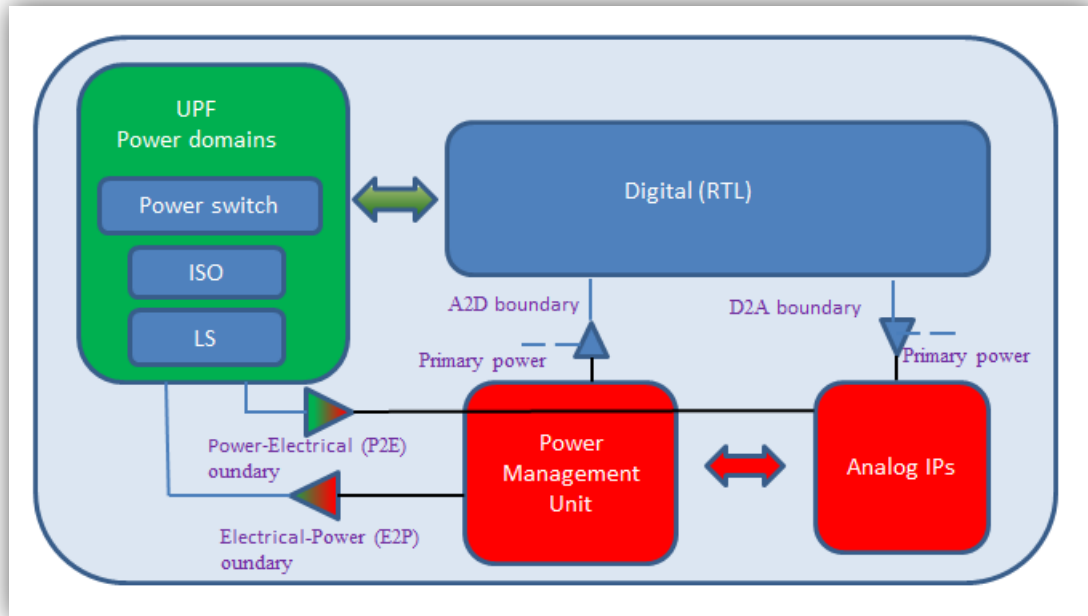 UPF
Power domains
Power switch
ISO
LS
Digital (RTL)
A2D boundary
D2A boundary
Primary power
Primary power
Power-Electrical (P2E)
oundary
Electrical-Power (E2P)
oundary
Power
Management
Unit
Analog IPs